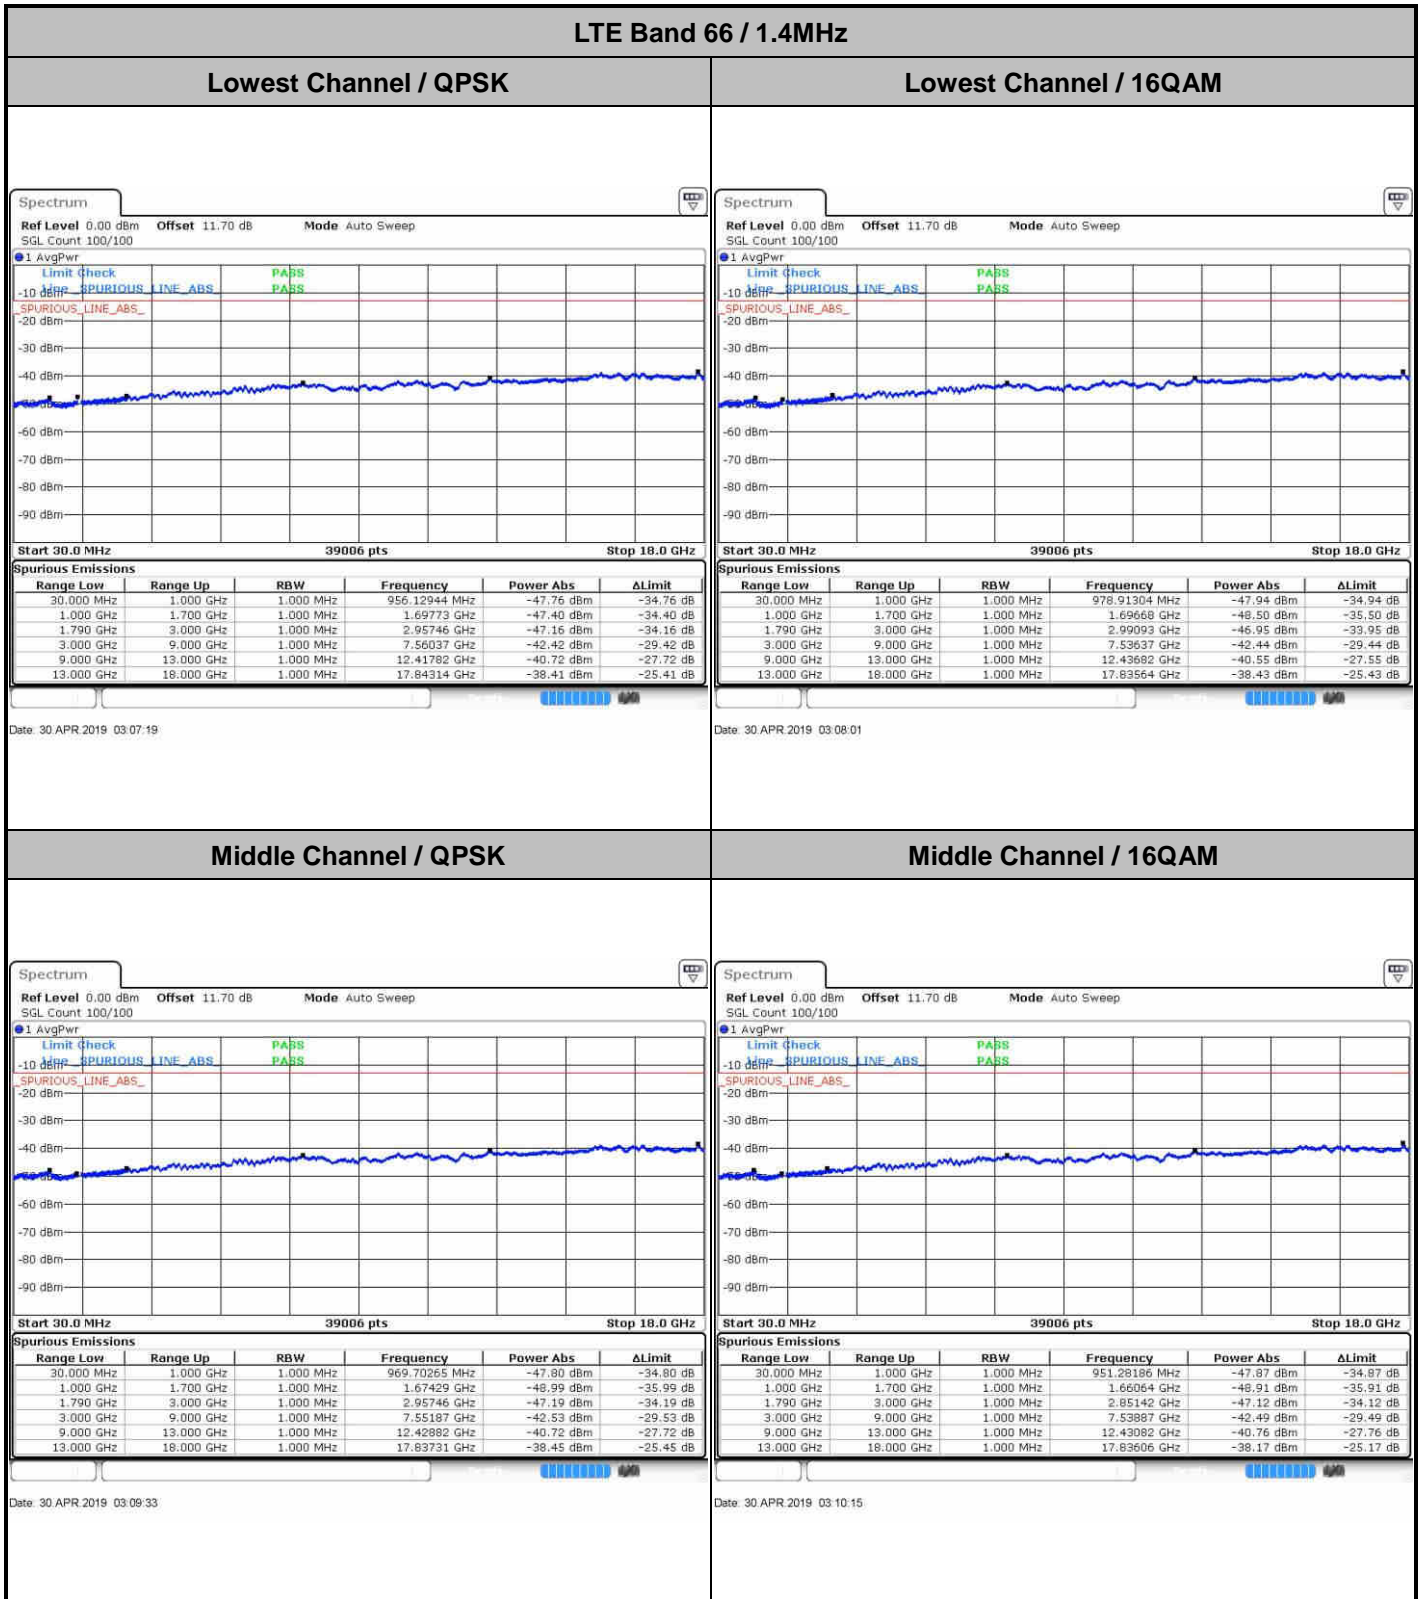 LTE Band 66 / 1.4MHz
Lowest Channel / QPSK
Lowest Channel / 16QAM
Spectrum
Ref Level 0.00 dBm Offset 11.70 dB Mode Auto Sweep
SGL Count 100/100
1 AvgPwr
Limit Check PASS
Line _SPURIOUS_LINE_ABS_ PASS
-10 dBm
_SPURIOUS_LINE_ABS_
-20 dBm
-30 dBm
-40 dBm
-50 dBm
-60 dBm
-70 dBm
-80 dBm
-90 dBm
Start 30.0 MHz 39006 pts Stop 18.0 GHz
Spurious Emissions
Range Low Range Up RBW Frequency Power Abs ΔLimit
30.000 MHz 1.000 GHz 1.000 MHz 956.12944 MHz -47.76 dBm -34.76 dB
1.000 GHz 1.700 GHz 1.000 MHz 1.69773 GHz -47.40 dBm -34.40 dB
1.790 GHz 3.000 GHz 1.000 MHz 2.95746 GHz -47.16 dBm -34.16 dB
3.000 GHz 9.000 GHz 1.000 MHz 7.56037 GHz -42.42 dBm -29.42 dB
9.000 GHz 13.000 GHz 1.000 MHz 12.41782 GHz -40.72 dBm -27.72 dB
13.000 GHz 18.000 GHz 1.000 MHz 17.84314 GHz -38.41 dBm -25.41 dB
Date: 30.APR.2019 03:07:19
Spectrum
Ref Level 0.00 dBm Offset 11.70 dB Mode Auto Sweep
SGL Count 100/100
1 AvgPwr
Limit Check PASS
Line _SPURIOUS_LINE_ABS_ PASS
-10 dBm
_SPURIOUS_LINE_ABS_
-20 dBm
-30 dBm
-40 dBm
-50 dBm
-60 dBm
-70 dBm
-80 dBm
-90 dBm
Start 30.0 MHz 39006 pts Stop 18.0 GHz
Spurious Emissions
Range Low Range Up RBW Frequency Power Abs ΔLimit
30.000 MHz 1.000 GHz 1.000 MHz 978.91304 MHz -47.94 dBm -34.94 dB
1.000 GHz 1.700 GHz 1.000 MHz 1.69668 GHz -48.50 dBm -35.50 dB
1.790 GHz 3.000 GHz 1.000 MHz 2.99093 GHz -46.95 dBm -33.95 dB
3.000 GHz 9.000 GHz 1.000 MHz 7.53637 GHz -42.44 dBm -29.44 dB
9.000 GHz 13.000 GHz 1.000 MHz 12.43682 GHz -40.55 dBm -27.55 dB
13.000 GHz 18.000 GHz 1.000 MHz 17.83564 GHz -38.43 dBm -25.43 dB
Date: 30.APR.2019 03:08:01
Middle Channel / QPSK
Middle Channel / 16QAM
Spectrum
Ref Level 0.00 dBm Offset 11.70 dB Mode Auto Sweep
SGL Count 100/100
1 AvgPwr
Limit Check PASS
Line _SPURIOUS_LINE_ABS_ PASS
-10 dBm
_SPURIOUS_LINE_ABS_
-20 dBm
-30 dBm
-40 dBm
-50 dBm
-60 dBm
-70 dBm
-80 dBm
-90 dBm
Start 30.0 MHz 39006 pts Stop 18.0 GHz
Spurious Emissions
Range Low Range Up RBW Frequency Power Abs ΔLimit
30.000 MHz 1.000 GHz 1.000 MHz 969.70265 MHz -47.80 dBm -34.80 dB
1.000 GHz 1.700 GHz 1.000 MHz 1.67429 GHz -48.99 dBm -35.99 dB
1.790 GHz 3.000 GHz 1.000 MHz 2.95746 GHz -47.19 dBm -34.19 dB
3.000 GHz 9.000 GHz 1.000 MHz 7.55187 GHz -42.53 dBm -29.53 dB
9.000 GHz 13.000 GHz 1.000 MHz 12.42882 GHz -40.72 dBm -27.72 dB
13.000 GHz 18.000 GHz 1.000 MHz 17.83731 GHz -38.45 dBm -25.45 dB
Date: 30.APR.2019 03:09:33
Spectrum
Ref Level 0.00 dBm Offset 11.70 dB Mode Auto Sweep
SGL Count 100/100
1 AvgPwr
Limit Check PASS
Line _SPURIOUS_LINE_ABS_ PASS
-10 dBm
_SPURIOUS_LINE_ABS_
-20 dBm
-30 dBm
-40 dBm
-50 dBm
-60 dBm
-70 dBm
-80 dBm
-90 dBm
Start 30.0 MHz 39006 pts Stop 18.0 GHz
Spurious Emissions
Range Low Range Up RBW Frequency Power Abs ΔLimit
30.000 MHz 1.000 GHz 1.000 MHz 951.28186 MHz -47.87 dBm -34.87 dB
1.000 GHz 1.700 GHz 1.000 MHz 1.66064 GHz -48.91 dBm -35.91 dB
1.790 GHz 3.000 GHz 1.000 MHz 2.85142 GHz -47.12 dBm -34.12 dB
3.000 GHz 9.000 GHz 1.000 MHz 7.53887 GHz -42.49 dBm -29.49 dB
9.000 GHz 13.000 GHz 1.000 MHz 12.43082 GHz -40.76 dBm -27.76 dB
13.000 GHz 18.000 GHz 1.000 MHz 17.83606 GHz -38.17 dBm -25.17 dB
Date: 30.APR.2019 03:10:15